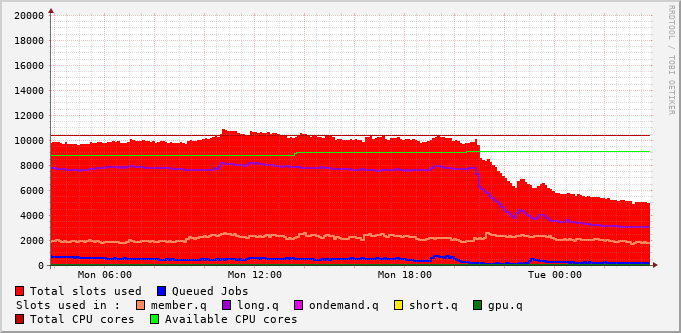 RRDTOOL / TOBI OETIKER
20000
18000
16000
14000
12000
10000
8000
6000
4000
2000
0
Mon 06:00 Mon 12:00 Mon 18:00 Tue 00:00
Total slots used Queued Jobs
Slots used in : member.q long.q ondemand.q short.q gpu.q
Total CPU cores Available CPU cores